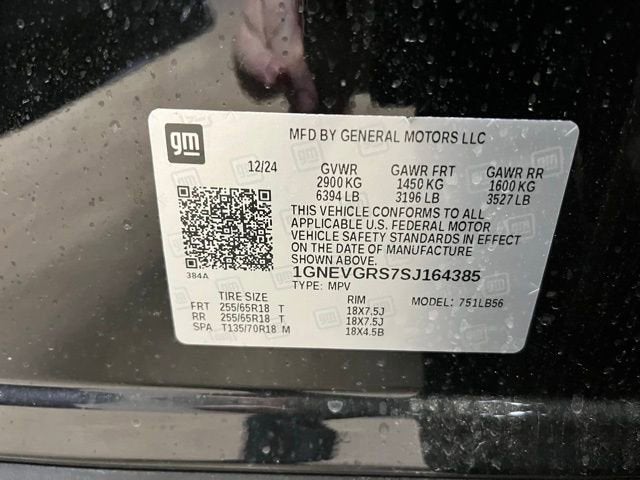 gm
MFD BY GENERAL MOTORS LLC
12/24 GVWR GAWR FRT GAWR RR
2900 KG 1450 KG 1600 KG
6394 LB 3196 LB 3527 LB
THIS VEHICLE CONFORMS TO ALL
APPLICABLE U.S. FEDERAL MOTOR
VEHICLE SAFETY STANDARDS IN EFFECT
ON THE DATE OF MANUFACTURE
SHOWN ABOVE.
384A 1GNEVGRS7SJ164385
TYPE: MPV MODEL: 751LB56
TIRE SIZE RIM
FRT 255/65R18 T 18X7.5J
RR 255/65R18 T 18X7.5J
SPA T135/70R18 M 18X4.5B